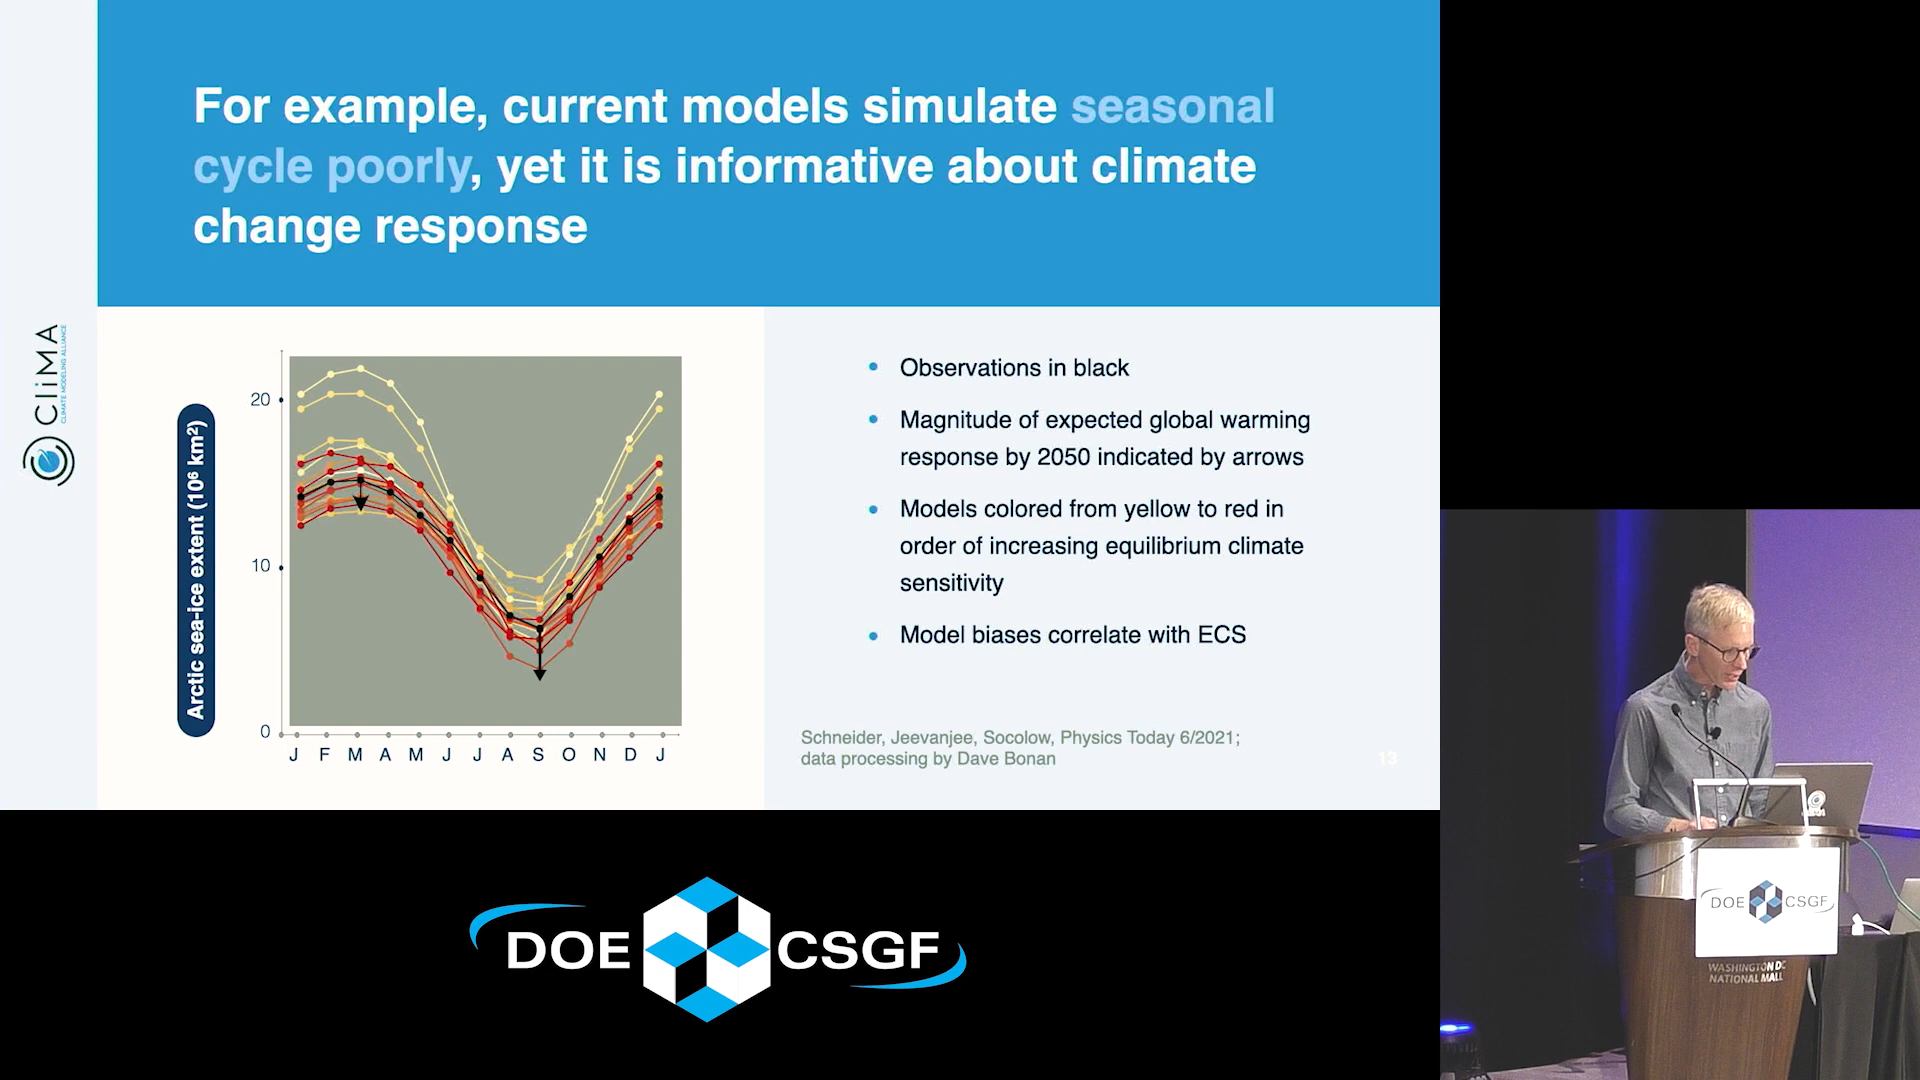 For example, current models simulate seasonal
cycle poorly, yet it is informative about climate
change response
CliMA
CLIMATE MODELING ALLIANCE
Arctic sea-ice extent (10⁶ km²)
20
10
0
J F M A M J J A S O N D J
• Observations in black
• Magnitude of expected global warming
response by 2050 indicated by arrows
• Models colored from yellow to red in
order of increasing equilibrium climate
sensitivity
• Model biases correlate with ECS
Schneider, Jeevanjee, Socolow, Physics Today 6/2021;
data processing by Dave Bonan
13
DOE CSGF
DOE CSGF
WASHINGTON DC
NATIONAL MALL